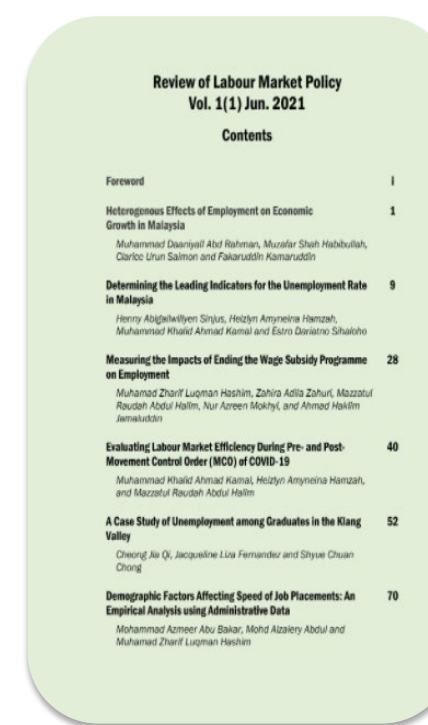 Review of Labour Market Policy
Vol. 1(1) Jun. 2021
Contents
Foreword i
Heterogenous Effects of Employment on Economic 1
Growth in Malaysia
Muhammad Daaniyall Abd Rahman, Muzafar Shah Habibullah,
Clarice Urun Saimon and Fakaruddin Kamaruddin
Determining the Leading Indicators for the Unemployment Rate 9
in Malaysia
Henny Abigailwillyen Sinjus, Heizlyn Amyneina Hamzah,
Muhammad Khalid Ahmad Kamal and Estro Dariatno Sihaloho
Measuring the Impacts of Ending the Wage Subsidy Programme 28
on Employment
Muhamad Zharif Luqman Hashim, Zahira Adila Zahuri, Mazzatul
Raudah Abdul Halim, Nur Azreen Mokhyi, and Ahmad Hakiim
Jamaluddin
Evaluating Labour Market Efficiency During Pre- and Post- 40
Movement Control Order (MCO) of COVID-19
Muhammad Khalid Ahmad Kamal, Heizlyn Amyneina Hamzah,
and Mazzatul Raudah Abdul Halim
A Case Study of Unemployment among Graduates in the Klang 52
Valley
Cheong Jia Qi, Jacqueline Liza Fernandez and Shyue Chuan
Chong
Demographic Factors Affecting Speed of Job Placements: An 70
Empirical Analysis using Administrative Data
Mohammad Azmeer Abu Bakar, Mohd Alzaiery Abdul and
Muhamad Zharif Luqman Hashim